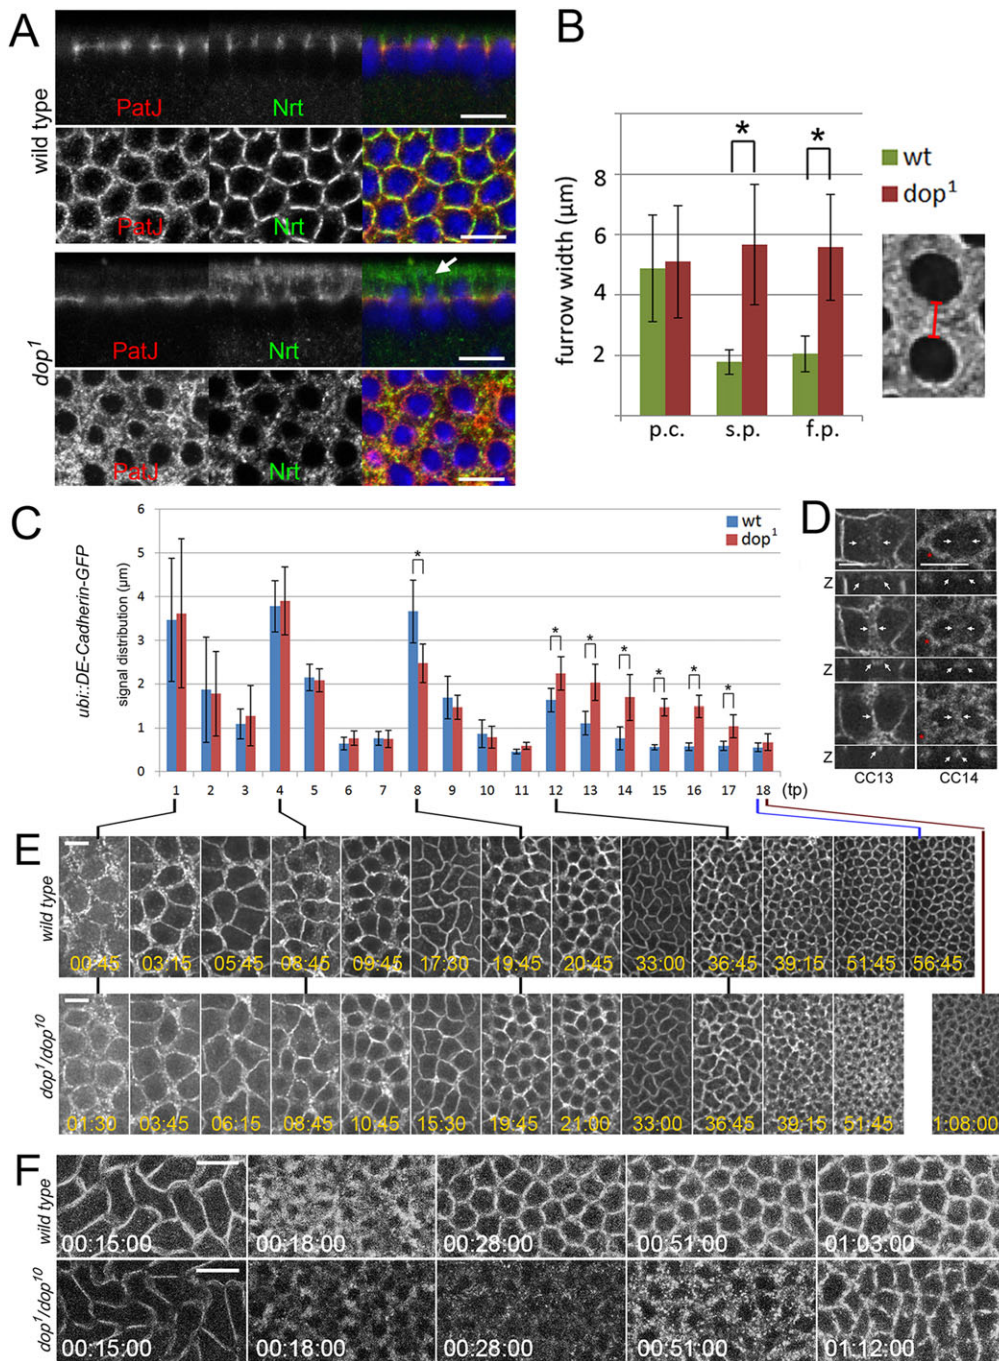 A
wild type
PatJ
Nrt
PatJ
Nrt
dop1
PatJ
Nrt
PatJ
Nrt
B
furrow width (µm)
8
6
4
2
*
*
p.c.
s.p.
f.p.
wt
dop1
C
ubi::DE-Cadherin-GFP
signal distribution (µm)
6
5
4
3
2
1
0
wt
dop1
* * * * * * *
1 2 3 4 5 6 7 8 9 10 11 12 13 14 15 16 17 18 (tp)
D
Z
Z
Z
CC13 CC14
E
wild type
00:45 03:15 05:45 08:45 09:45 17:30 19:45 20:45 33:00 36:45 39:15 51:45 56:45
dop1/dop10
01:30 03:45 06:15 08:45 10:45 15:30 19:45 21:00 33:00 36:45 39:15 51:45 1:08:00
F
wild type
00:15:00 00:18:00 00:28:00 00:51:00 01:03:00
dop1/dop10
00:15:00 00:18:00 00:28:00 00:51:00 01:12:00